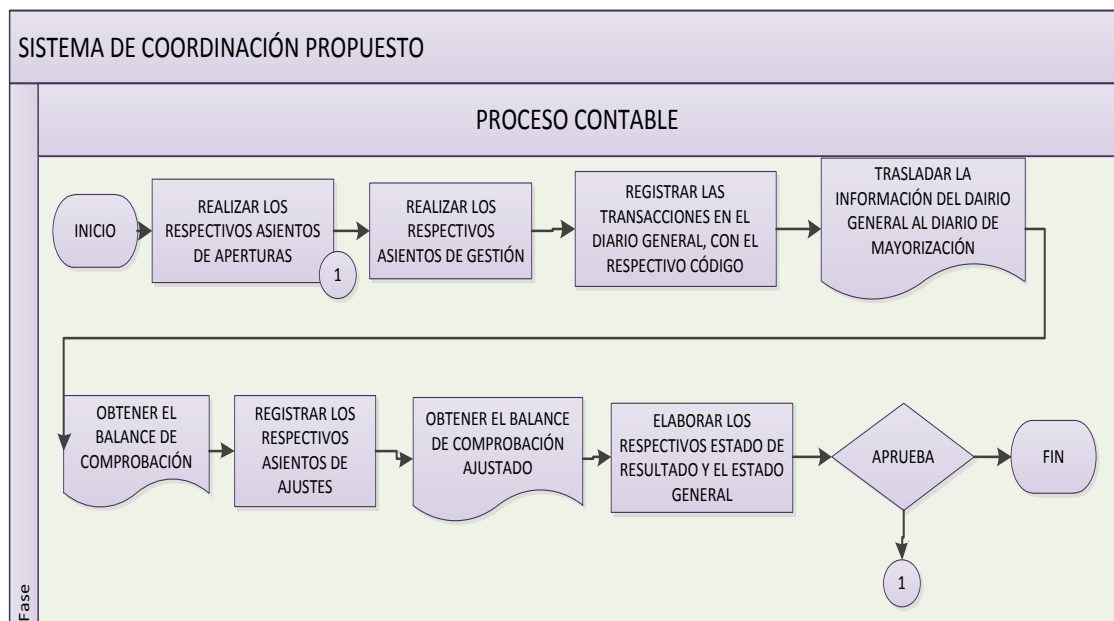 SISTEMA DE COORDINACIÓN PROPUESTO
PROCESO CONTABLE
INICIO
REALIZAR LOS
RESPECTIVOS ASIENTOS
DE APERTURAS
1
REALIZAR LOS
RESPECTIVOS
ASIENTOS DE GESTIÓN
REGISTRAR LAS
TRANSACCIONES EN EL
DIARIO GENERAL, CON EL
RESPECTIVO CÓDIGO
TRASLADAR LA
INFORMACIÓN DEL DAIRIO
GENERAL AL DIARIO DE
MAYORIZACIÓN
OBTENER EL
BALANCE DE
COMPROBACIÓN
REGISTRAR LOS
RESPECTIVOS
ASIENTOS DE
AJUSTES
OBTENER EL BALANCE
DE COMPROBACIÓN
AJUSTADO
ELABORAR LOS
RESPECTIVOS ESTADO DE
RESULTADO Y EL ESTADO
GENERAL
APRUEBA
FIN
1
Fase